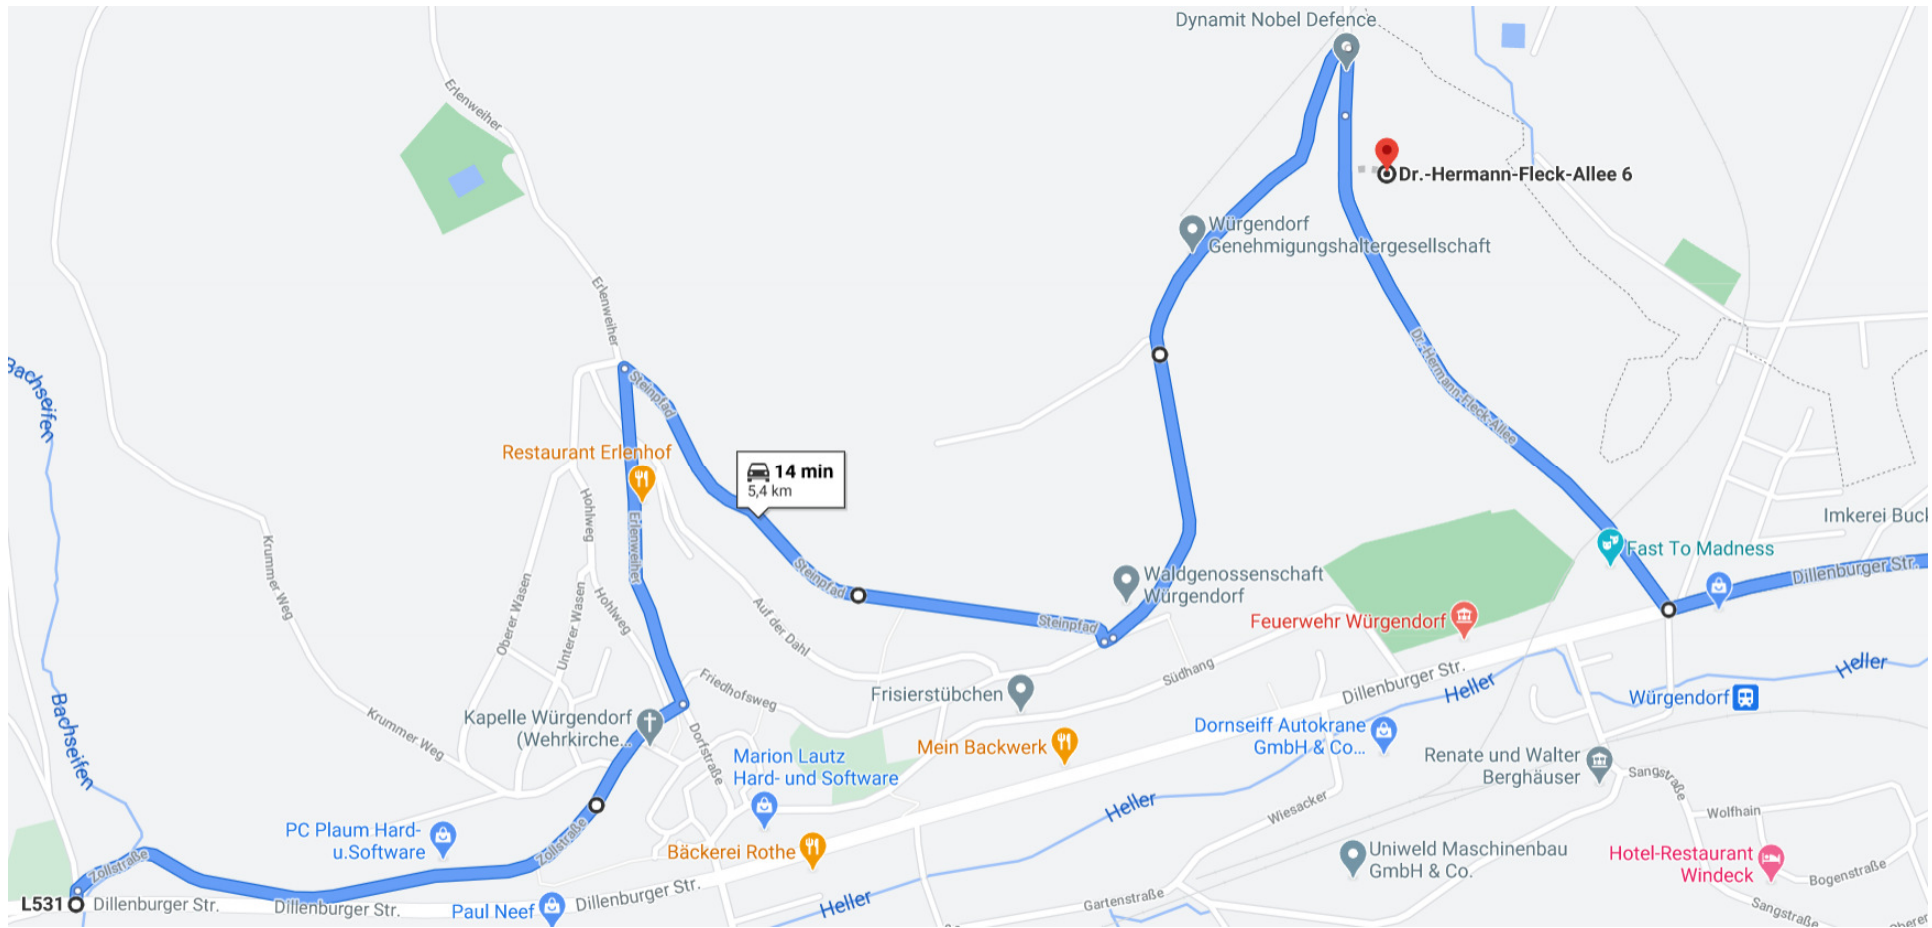 Dynamit Nobel Defence
Erlenweiher
Dr.-Hermann-Fleck-Allee 6
Würgendorf
Genehmigungshaltergesellschaft
Erlenweiher
Bachseifen
Steinpfad
Dr.-Hermann-Fleck-Allee
Restaurant Erlenhof
14 min
5,4 km
Hohlweg
Erlenweiher
Imkerei Buck
Krummer Weg
Fast To Madness
Dillenburger Str.
Steinpfad
Waldgenossenschaft
Würgendorf
Oberer Wasen
Unterer Wasen
Hohlweg
Auf der Dahl
Steinpfad
Feuerwehr Würgendorf
Südhang
Dillenburger Str.
Heller
Heller
Friedhofsweg
Frisierstübchen
Würgendorf
Bachseifen
Krummer Weg
Kapelle Würgendorf
(Wehrkirche...
Dorfstraße
Mein Backwerk
Dornseiff Autokrane
GmbH & Co...
Marion Lautz
Hard- und Software
Renate und Walter
Berghäuser
Sangstraße
Heller
Wiesacker
Wolfhain
PC Plaum Hard-
u.Software
Zollstraße
Bäckerei Rothe
Uniweld Maschinenbau
GmbH & Co.
Hotel-Restaurant
Windeck
Zollstraße
Bogenstraße
L531
Dillenburger Str.
Dillenburger Str.
Paul Neef
Dillenburger Str.
Heller
Gartenstraße
Sangstraße